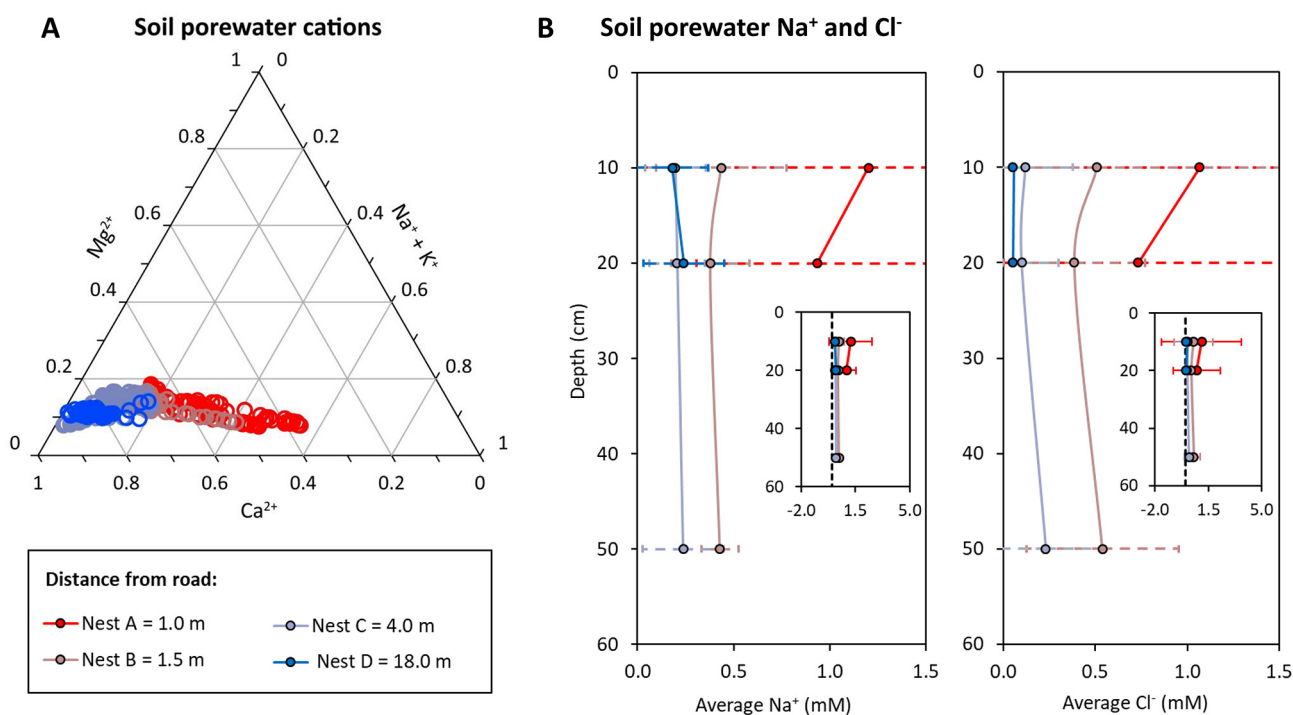 A Soil porewater cations
1 0
0.8 0.2
0.6 0.4
Mg²⁺ Na⁺ + K⁺
0.4 0.6
0.2 0.8
0 1
1 0.8 0.6 0.4 0.2 0
Ca²⁺
Distance from road:
Nest A = 1.0 m
Nest B = 1.5 m
Nest C = 4.0 m
Nest D = 18.0 m
B Soil porewater Na⁺ and Cl⁻
0
10
20
30
40
50
60
Depth (cm)
0.0 0.5 1.0 1.5
Average Na⁺ (mM)
0
20
40
60
-2.0 1.5 5.0
0
10
20
30
40
50
60
0.0 0.5 1.0 1.5
Average Cl⁻ (mM)
0
20
40
60
-2.0 1.5 5.0